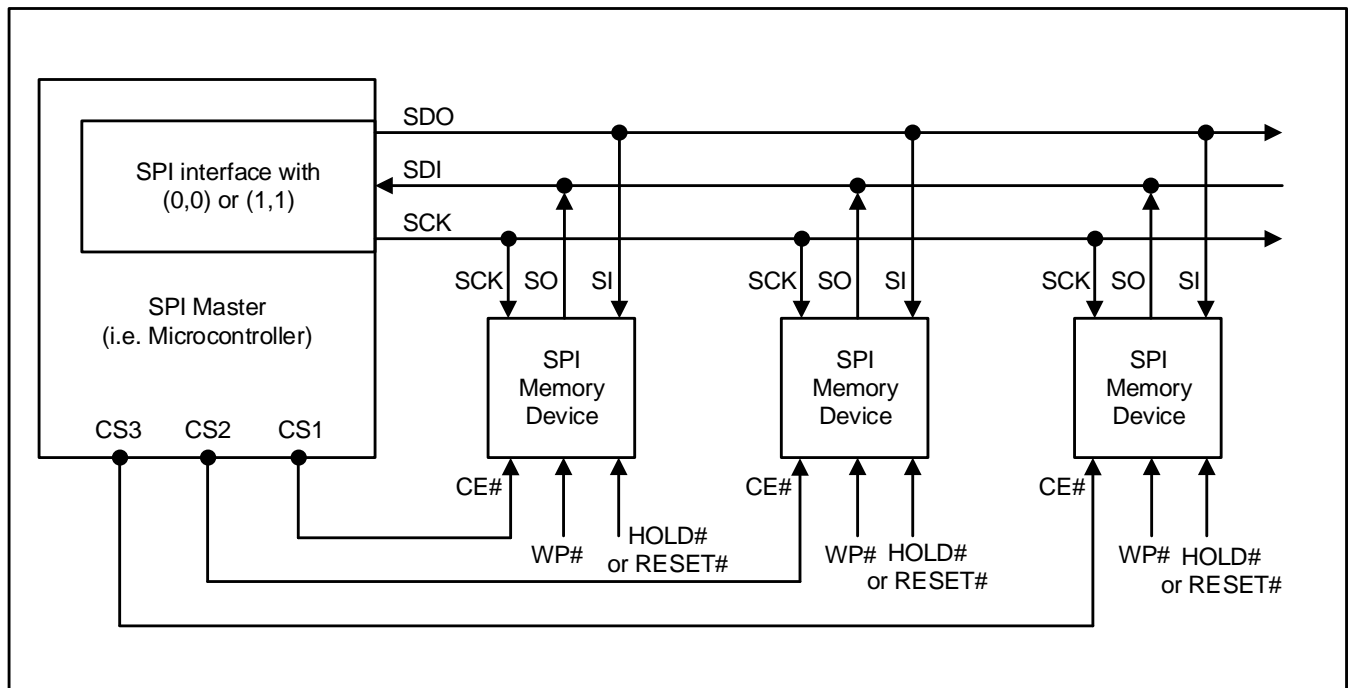 SDO
SPI interface with
(0,0) or (1,1)
SDI
SCK
SPI Master
(i.e. Microcontroller)
SCK SO SI
SCK SO SI
SCK SO SI
SPI
Memory
Device
SPI
Memory
Device
SPI
Memory
Device
CS3 CS2 CS1
CE#
WP#
HOLD#
or RESET#
CE#
WP#
HOLD#
or RESET#
CE#
WP#
HOLD#
or RESET#